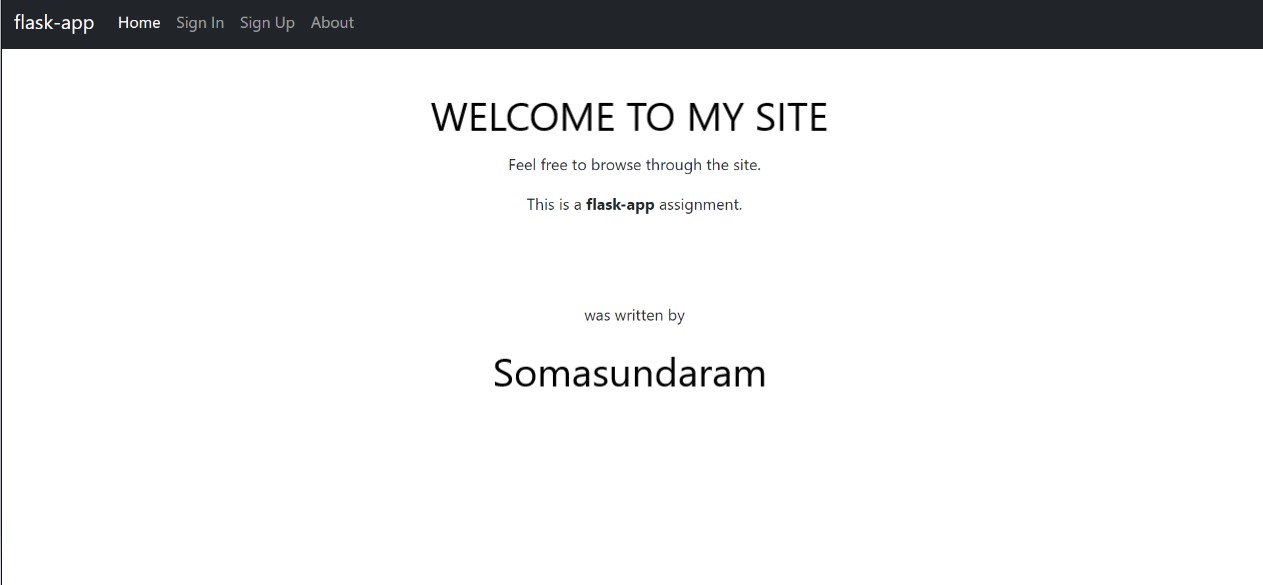 flask-app Home Sign In Sign Up About
WELCOME TO MY SITE
Feel free to browse through the site.
This is a flask-app assignment.
was written by
Somasundaram